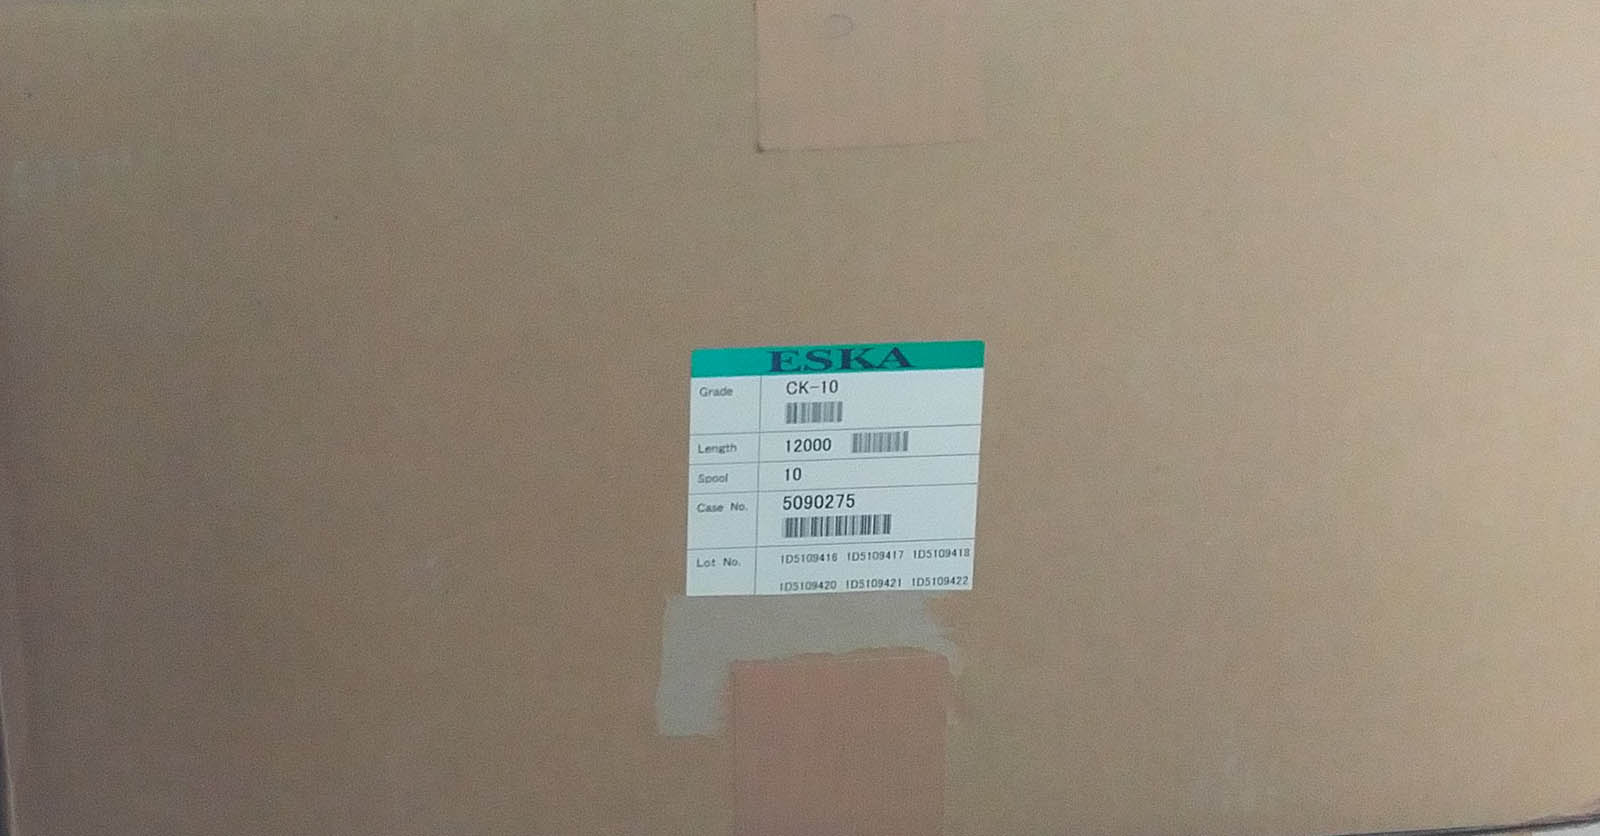 ESKA
Grade CK-10
Length 12000
Spool 10
Case No. 5090275
Lot No. 1D5109416 1D5109417 1D5109418
1D5109420 1D5109421 1D5109422